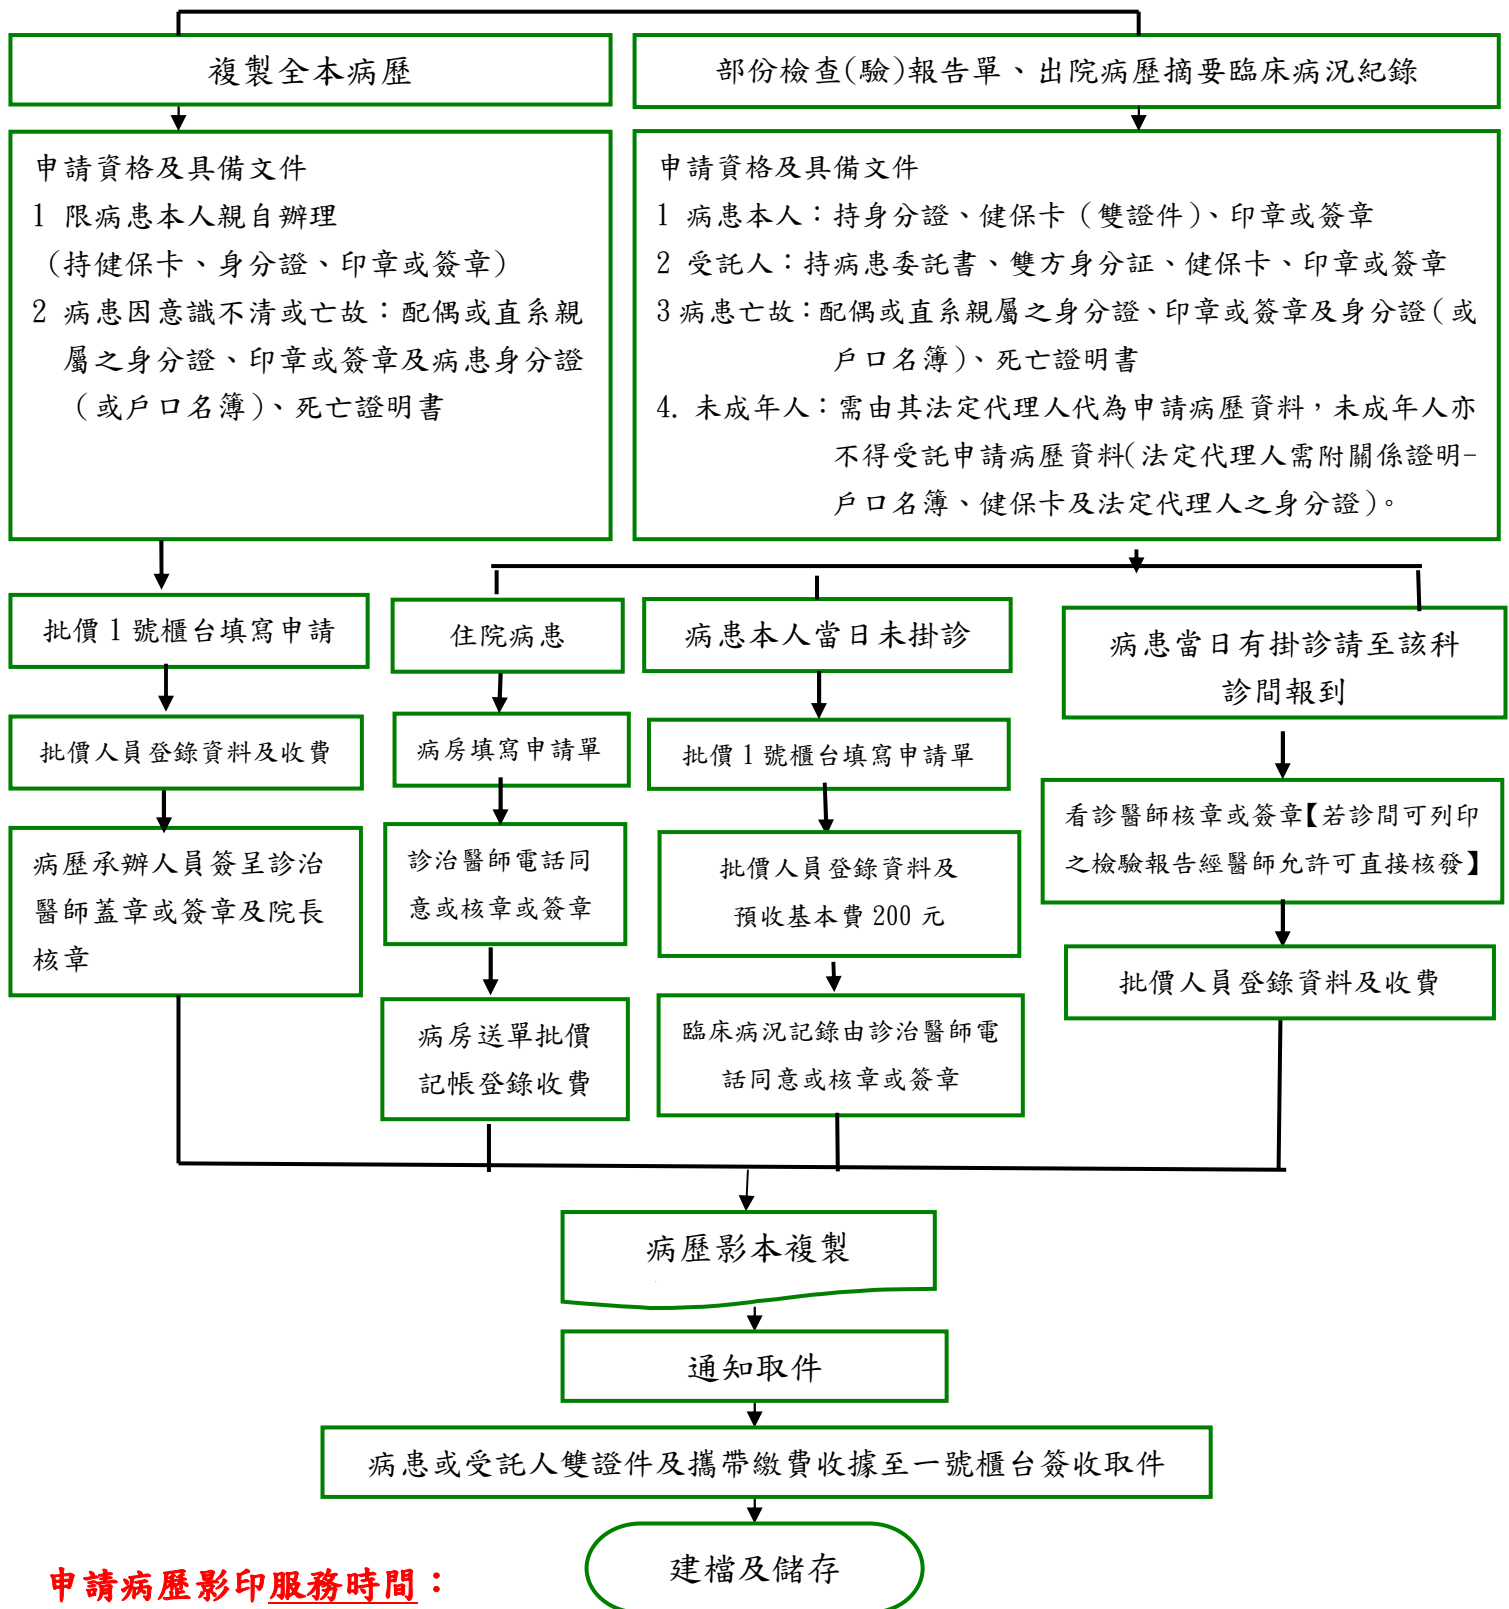 複製全本病歷
部份檢查(驗)報告單、出院病歷摘要臨床病況紀錄
申請資格及具備文件
1 限病患本人親自辦理
（持健保卡、身分證、印章或簽章）
2 病患因意識不清或亡故：配偶或直系親
屬之身分證、印章或簽章及病患身分證
（或戶口名簿）、死亡證明書
申請資格及具備文件
1 病患本人：持身分證、健保卡（雙證件）、印章或簽章
2 受託人：持病患委託書、雙方身分証、健保卡、印章或簽章
3 病患亡故：配偶或直系親屬之身分證、印章或簽章及身分證（或
戶口名簿）、死亡證明書
4. 未成年人：需由其法定代理人代為申請病歷資料，未成年人亦
不得受託申請病歷資料(法定代理人需附關係證明-
戶口名簿、健保卡及法定代理人之身分證)。
批價 1 號櫃台填寫申請
住院病患
病患本人當日未掛診
病患當日有掛診請至該科
診間報到
批價人員登錄資料及收費
病房填寫申請單
批價 1 號櫃台填寫申請單
看診醫師核章或簽章【若診間可列印
之檢驗報告經醫師允許可直接核發】
病歷承辦人員簽呈診治
醫師蓋章或簽章及院長
核章
診治醫師電話同
意或核章或簽章
批價人員登錄資料及
預收基本費 200 元
批價人員登錄資料及收費
病房送單批價
記帳登錄收費
臨床病況記錄由診治醫師電
話同意或核章或簽章
病歷影本複製
通知取件
病患或受託人雙證件及攜帶繳費收據至一號櫃台簽收取件
建檔及儲存
申請病歷影印服務時間：